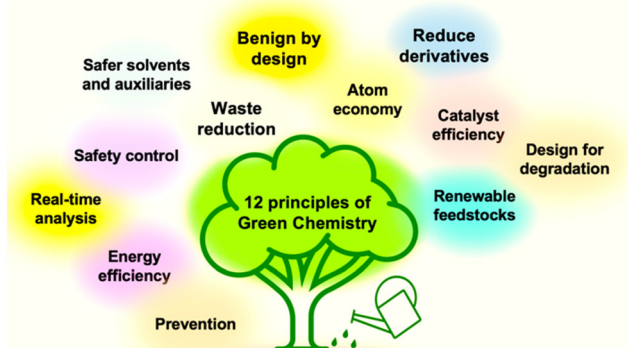 Benign by
design
Reduce
derivatives
Safer solvents
and auxiliaries
Atom
economy
Waste
reduction
Catalyst
efficiency
Design for
degradation
Safety control
Real-time
analysis
12 principles of
Green Chemistry
Renewable
feedstocks
Energy
efficiency
Prevention